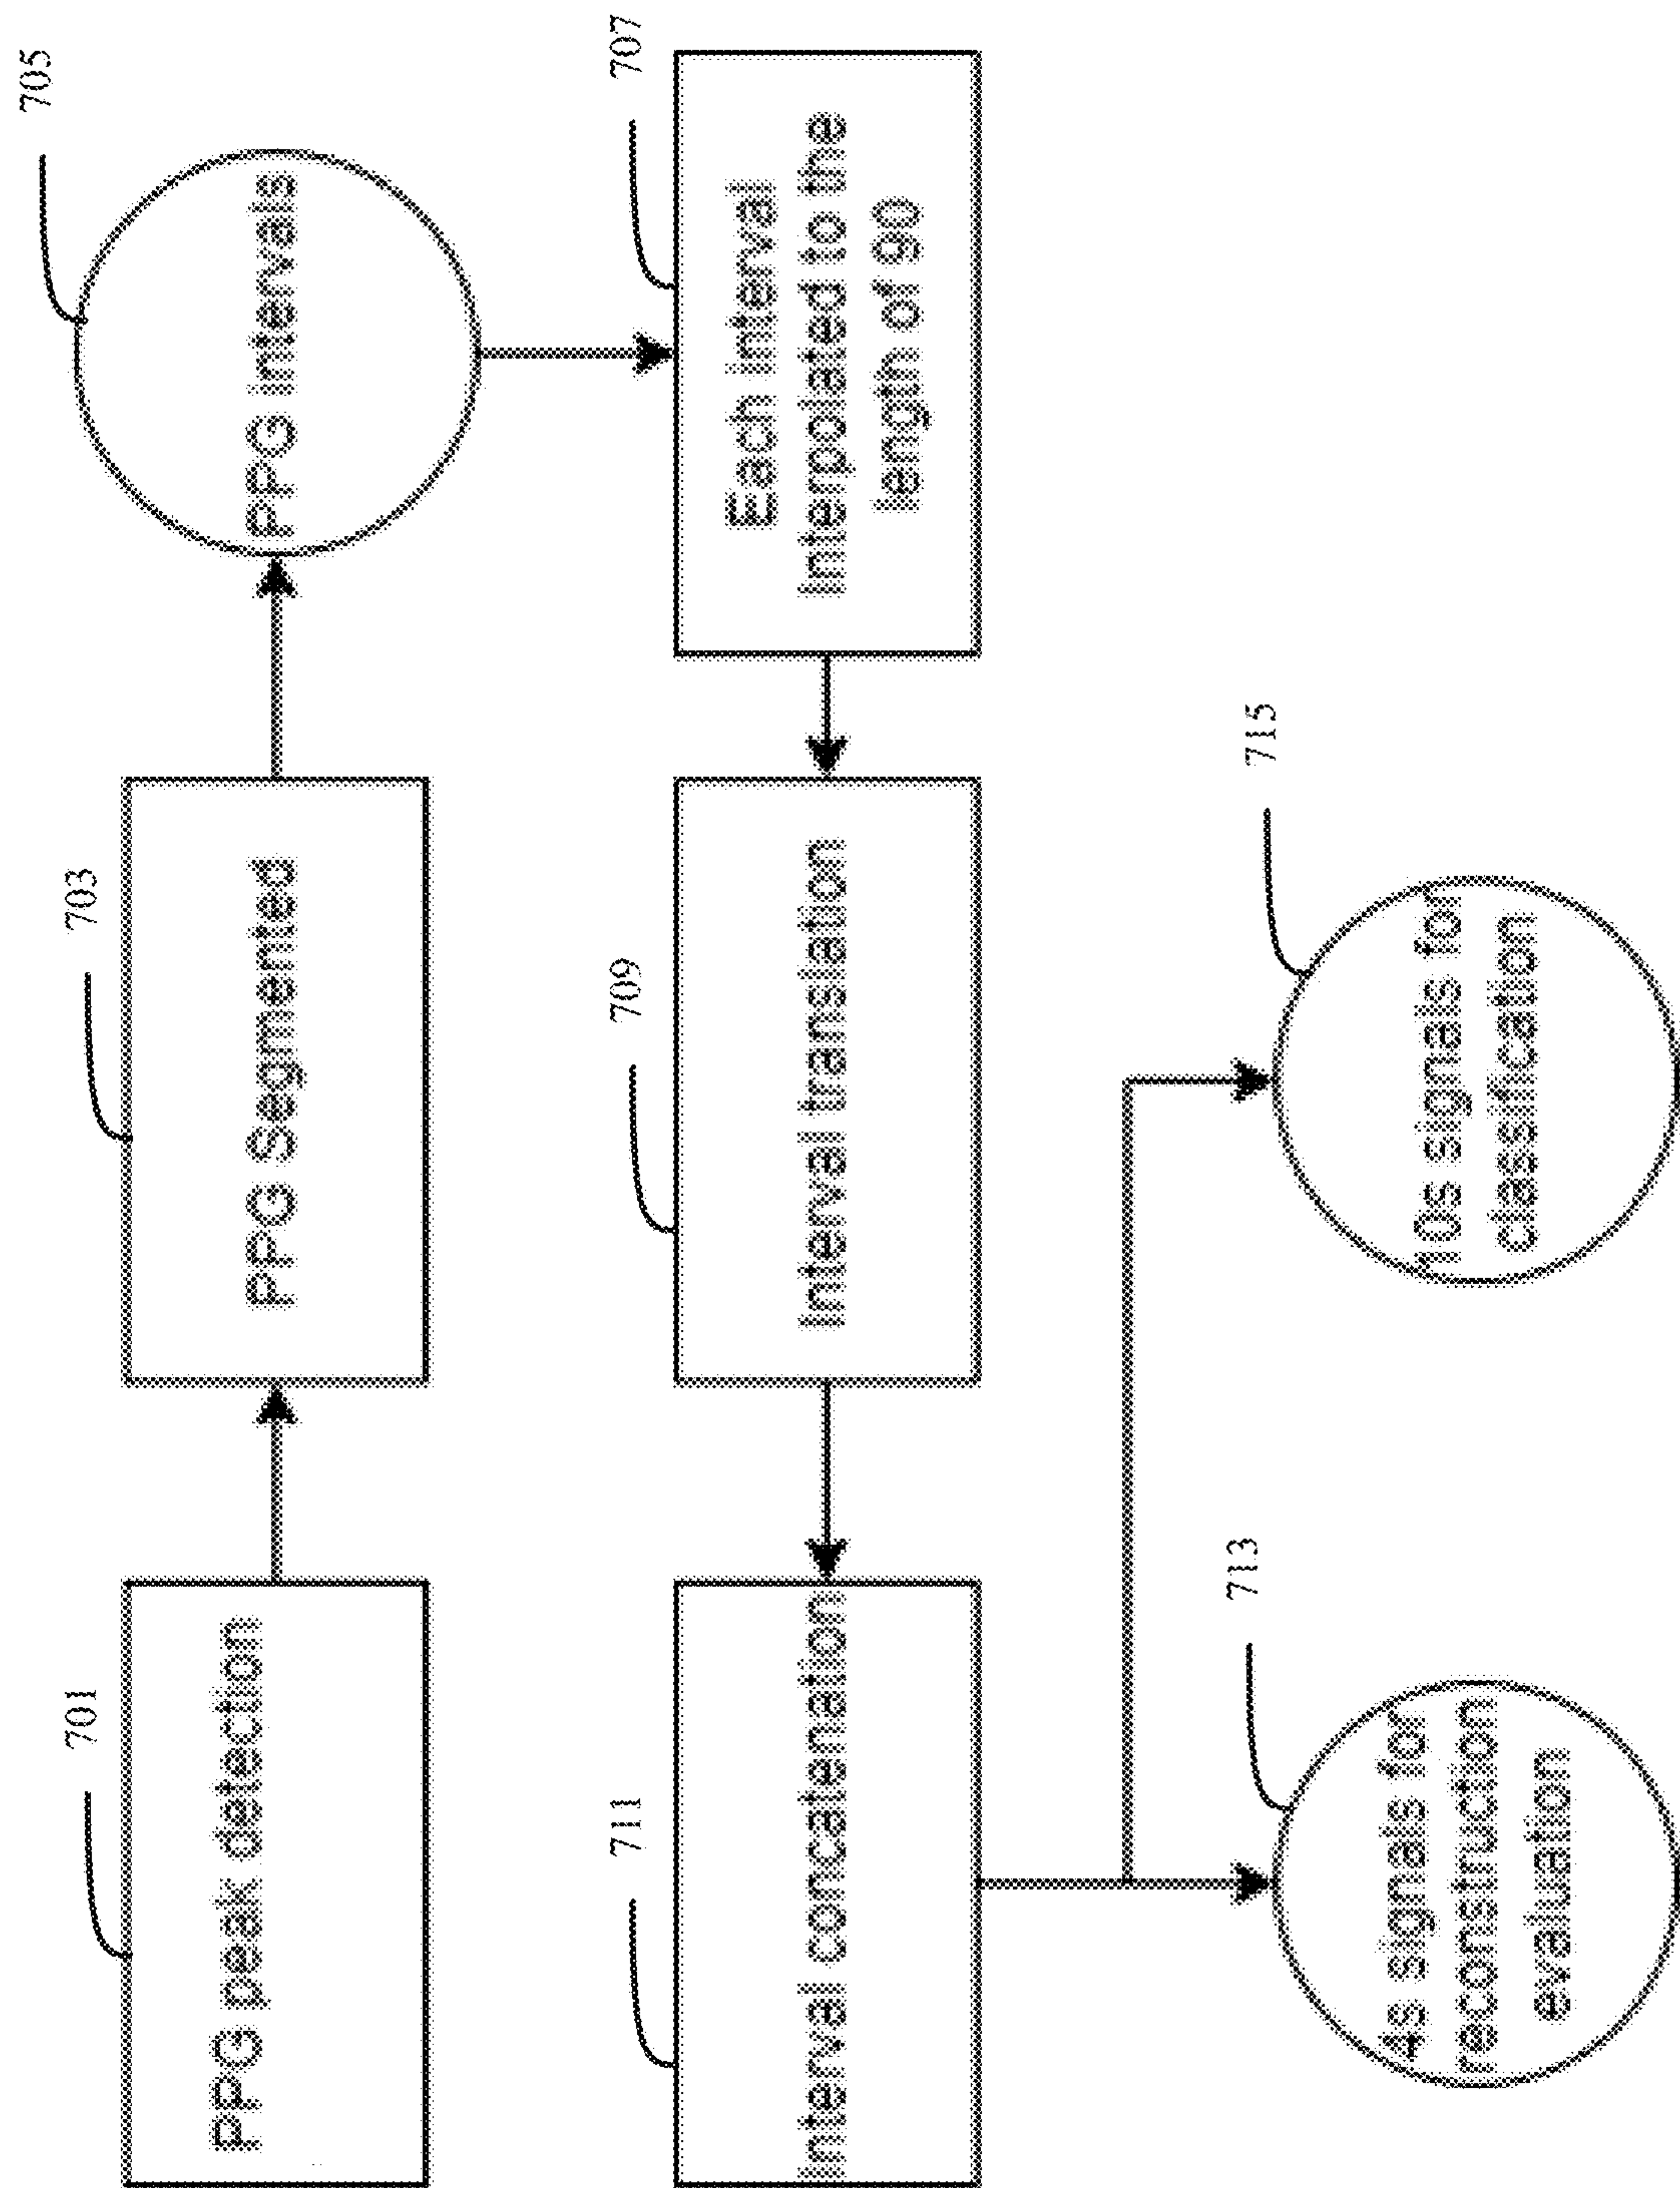 701
PPG peak detection
703
PPG Segmented
705
PPG intervals
707
Each interval
interpolated to the
length of 90
709
Interval translation
711
Interval concatenation
713
4s signals for
reconstruction
evaluation
715
10s signals for
classification